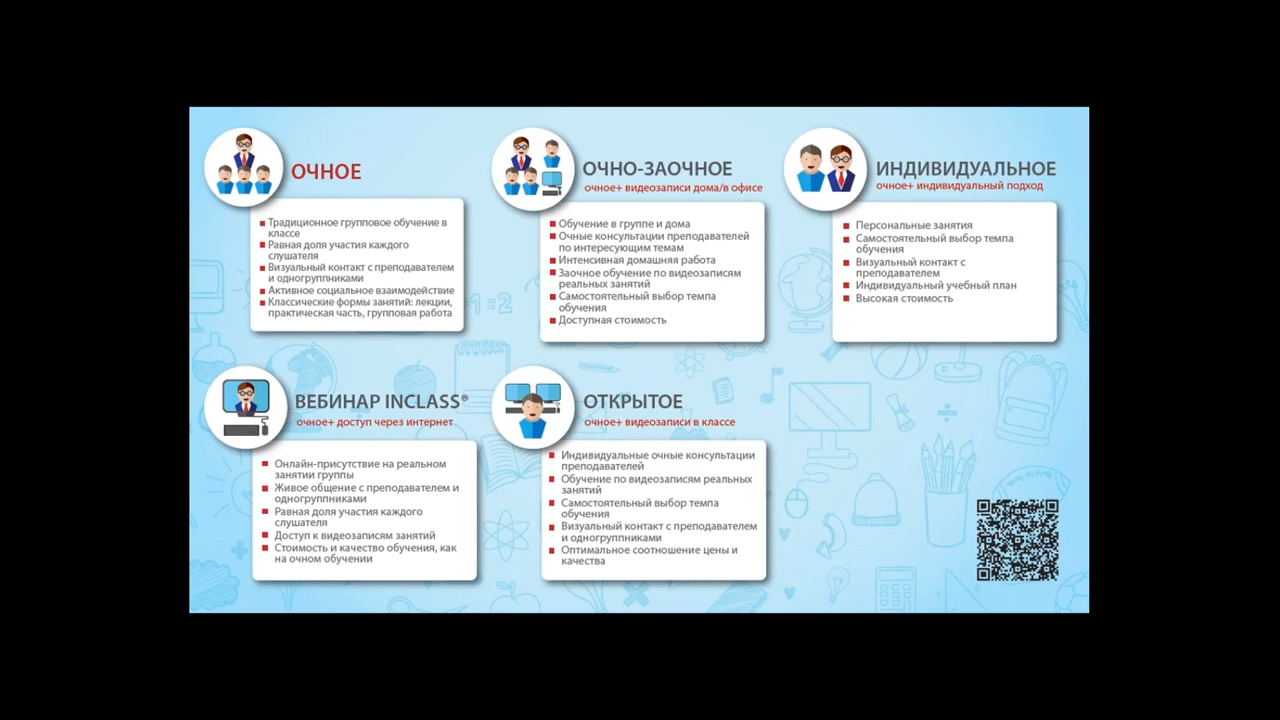 ОЧНОЕ
Традиционное групповое обучение в
классе
Равная доля участия каждого
слушателя
Визуальный контакт с преподавателем
и одногруппниками
Активное социальное взаимодействие
Классические формы занятий: лекции,
практическая часть, групповая работа
ОЧНО-ЗАОЧНОЕ
очное+ видеозаписи дома/в офисе
Обучение в группе и дома
Очные консультации преподавателей
по интересующим темам
Интенсивная домашняя работа
Заочное обучение по видеозаписям
реальных занятий
Самостоятельный выбор темпа
обучения
Доступная стоимость
ИНДИВИДУАЛЬНОЕ
очное+ индивидуальный подход
Персональные занятия
Самостоятельный выбор темпа
обучения
Визуальный контакт с
преподавателем
Индивидуальный учебный план
Высокая стоимость
ВЕБИНАР INCLASS®
очное+ доступ через интернет
Онлайн-присутствие на реальном
занятии группы
Живое общение с преподавателем и
одногруппниками
Равная доля участия каждого
слушателя
Доступ к видеозаписям занятий
Стоимость и качество обучения, как
на очном обучении
ОТКРЫТОЕ
очное+ видеозаписи в классе
Индивидуальные очные консультации
преподавателей
Обучение по видеозаписям реальных
занятий
Самостоятельный выбор темпа
обучения
Визуальный контакт с преподавателем
и одногруппниками
Оптимальное соотношение цены и
качества